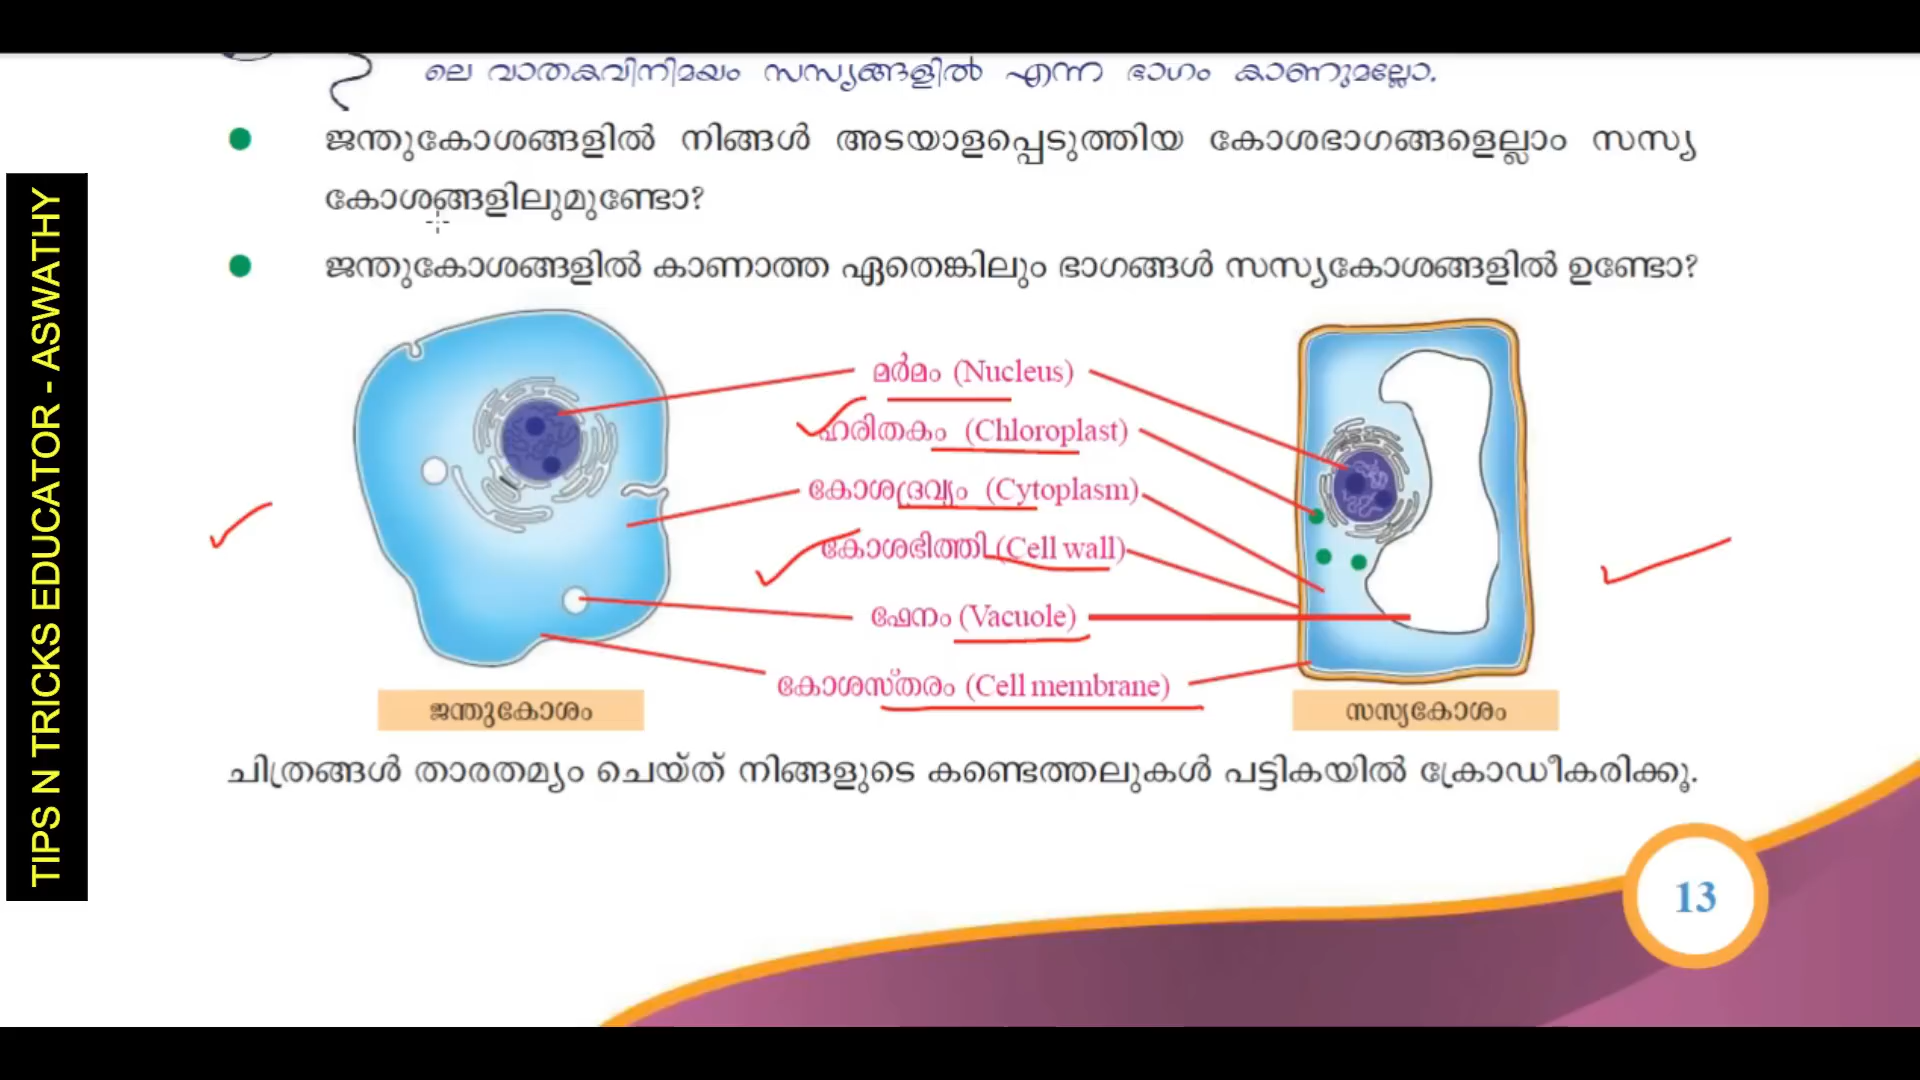 ലെ വാതകവിനിമയം സസ്യങ്ങളിൽ എന്ന ഭാഗം കാണുമല്ലോ.
ജന്തുകോശങ്ങളിൽ നിങ്ങൾ അടയാളപ്പെടുത്തിയ കോശഭാഗങ്ങളെല്ലാം സസ്യ
കോശങ്ങളിലുമുണ്ടോ?
ജന്തുകോശങ്ങളിൽ കാണാത്ത ഏതെങ്കിലും ഭാഗങ്ങൾ സസ്യകോശങ്ങളിൽ ഉണ്ടോ?
മർമം (Nucleus)
ഹരിതകം (Chloroplast)
കോശദ്രവ്യം (Cytoplasm)
കോശഭിത്തി (Cell wall)
ഫേനം (Vacuole)
കോശസ്തരം (Cell membrane)
ജന്തുകോശം
സസ്യകോശം
ചിത്രങ്ങൾ താരതമ്യം ചെയ്ത് നിങ്ങളുടെ കണ്ടെത്തലുകൾ പട്ടികയിൽ ക്രോഡീകരിക്കൂ.
13
TIPS N TRICKS EDUCATOR - ASWATHY